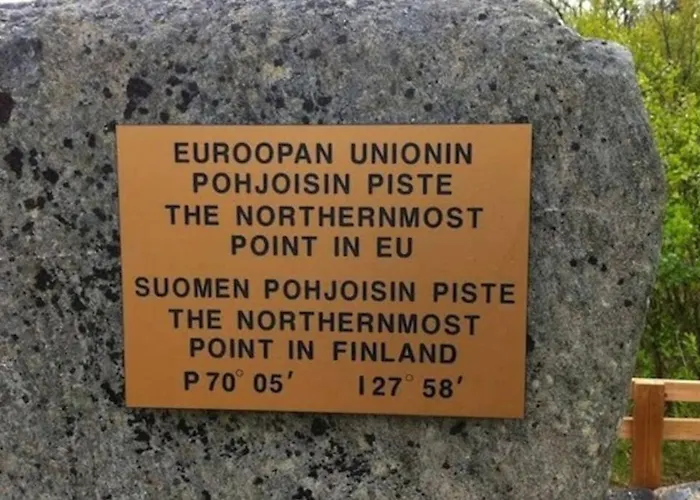 EUROOPAN UNIONIN
POHJOISIN PISTE
THE NORTHERNMOST
POINT IN EU
SUOMEN POHJOISIN PISTE
THE NORTHERNMOST
POINT IN FINLAND
P 70° 05′ I 27° 58′